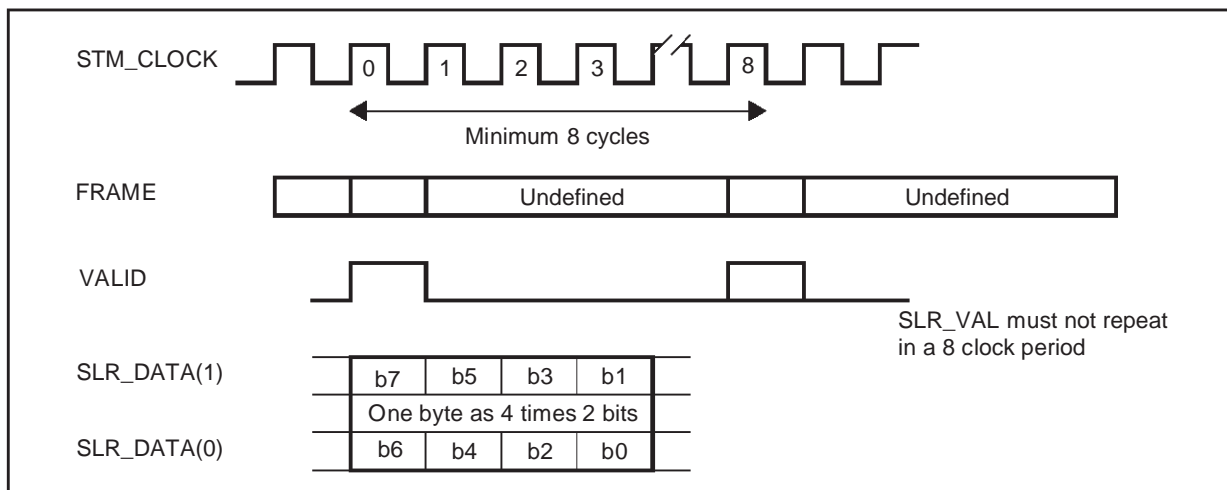 STM_CLOCK
0 1 2 3 8
Minimum 8 cycles
FRAME
Undefined Undefined
VALID
SLR_VAL must not repeat
in a 8 clock period
SLR_DATA(1)
b7 b5 b3 b1
One byte as 4 times 2 bits
SLR_DATA(0)
b6 b4 b2 b0